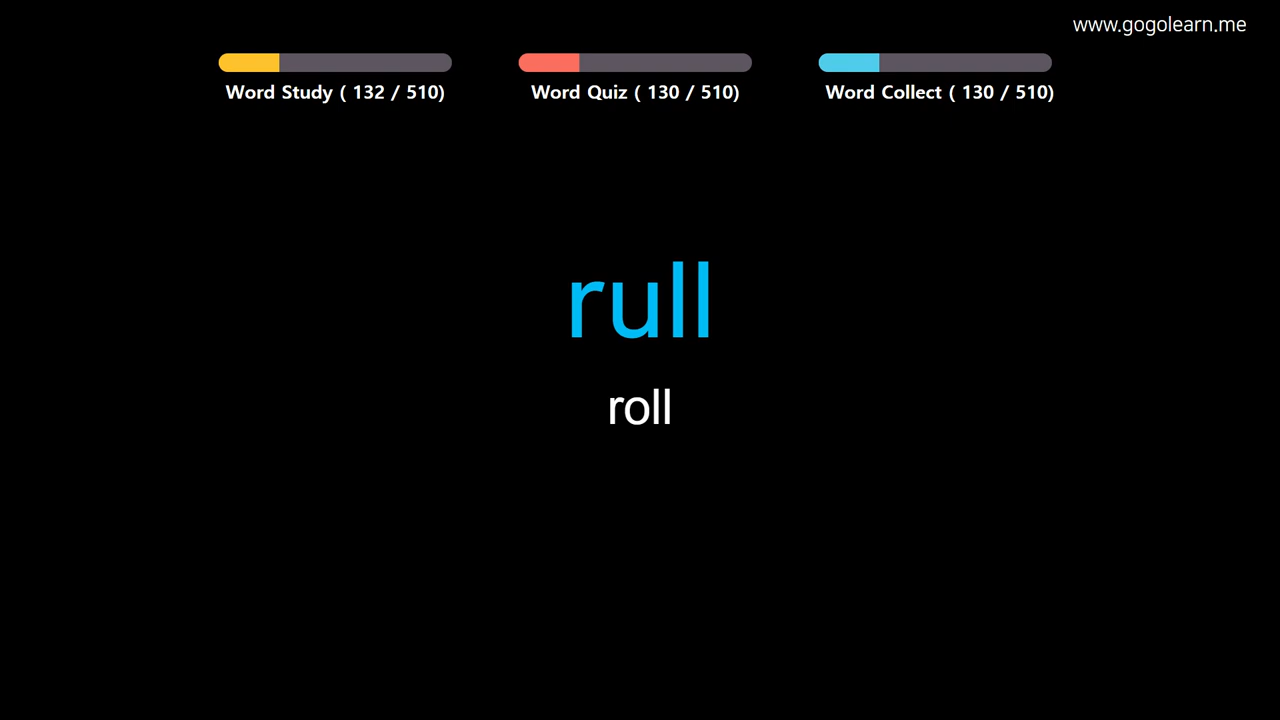 www.gogolearn.me
Word Study ( 132 / 510)
Word Quiz ( 130 / 510)
Word Collect ( 130 / 510)
rull
roll